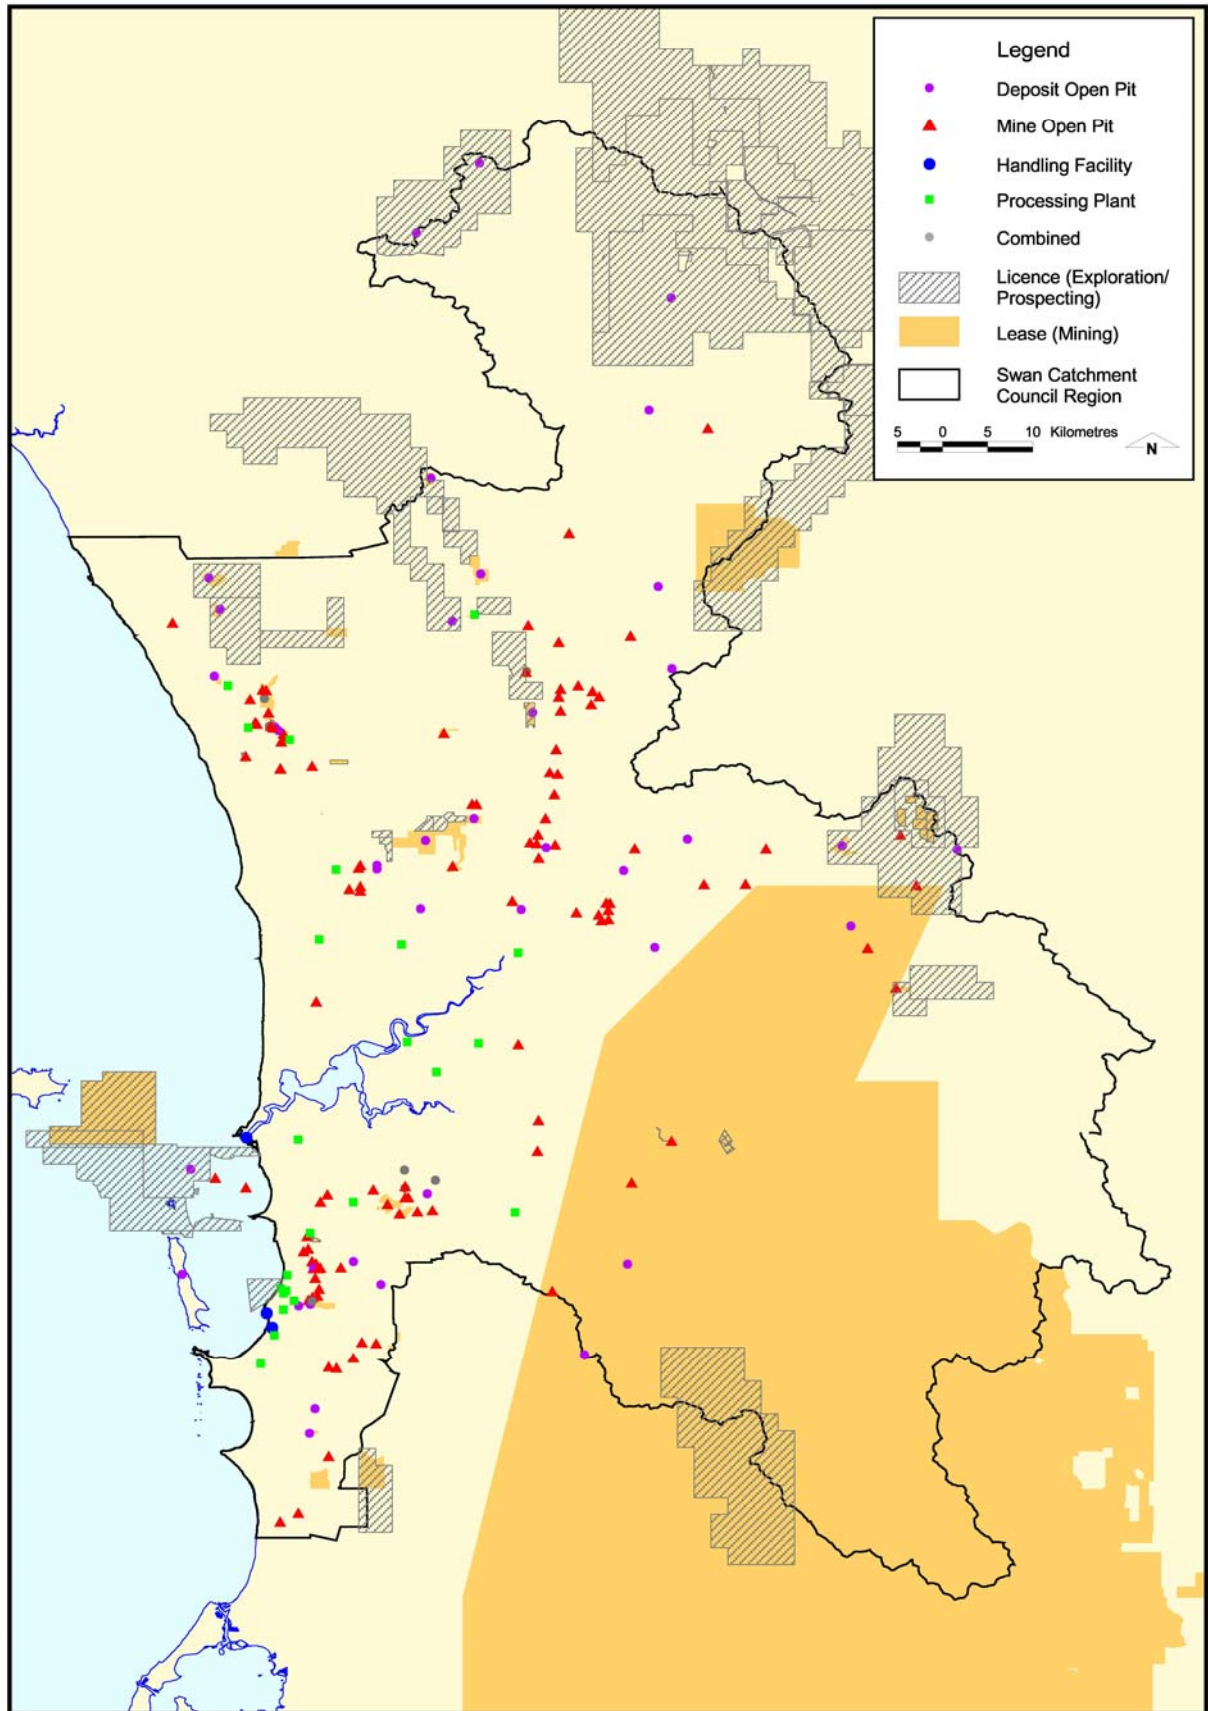 Legend
Deposit Open Pit
Mine Open Pit
Handling Facility
Processing Plant
Combined
Licence (Exploration/
Prospecting)
Lease (Mining)
Swan Catchment
Council Region
5 0 5 10 Kilometres
N